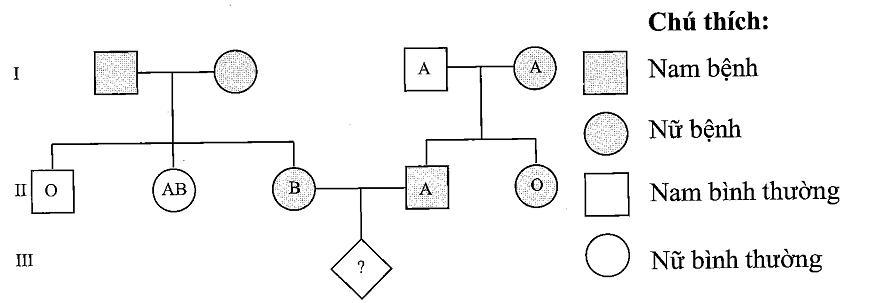 Chú thích:
I A A Nam bệnh
Nữ bệnh
II O AB B A O Nam bình thường
III ? Nữ bình thường